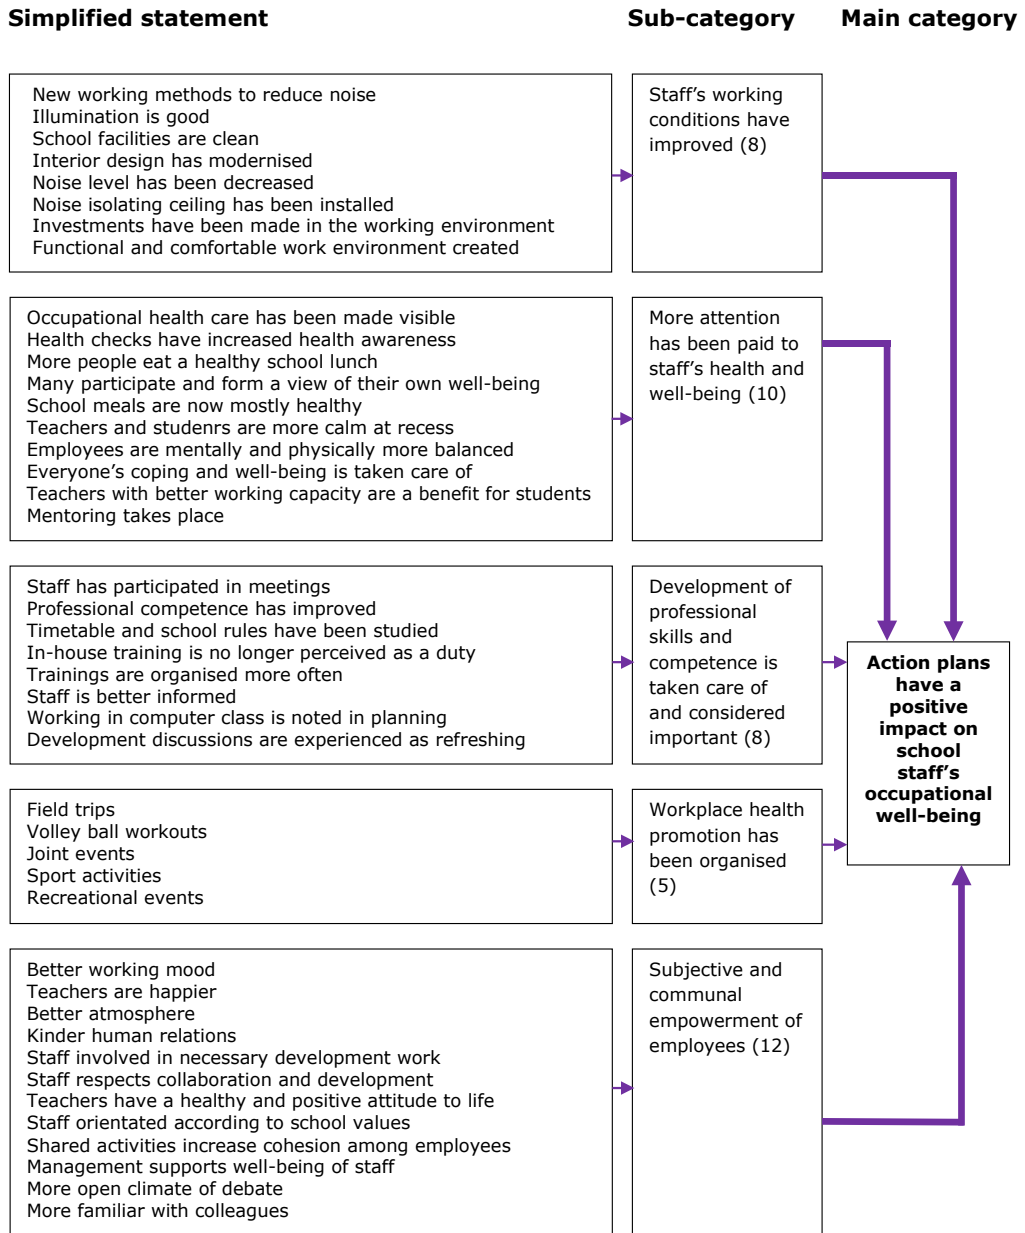 Simplified statement
Sub-category
Main category
New working methods to reduce noise
Illumination is good
School facilities are clean
Interior design has modernised
Noise level has been decreased
Noise isolating ceiling has been installed
Investments have been made in the working environment
Functional and comfortable work environment created
Staff's working
conditions have
improved (8)
Occupational health care has been made visible
Health checks have increased health awareness
More people eat a healthy school lunch
Many participate and form a view of their own well-being
School meals are now mostly healthy
Teachers and studenrs are more calm at recess
Employees are mentally and physically more balanced
Everyone's coping and well-being is taken care of
Teachers with better working capacity are a benefit for students
Mentoring takes place
More attention
has been paid to
staff's health and
well-being (10)
Staff has participated in meetings
Professional competence has improved
Timetable and school rules have been studied
In-house training is no longer perceived as a duty
Trainings are organised more often
Staff is better informed
Working in computer class is noted in planning
Development discussions are experienced as refreshing
Development of
professional
skills and
competence is
taken care of
and considered
important (8)
Action plans
have a
positive
impact on
school
staff's
occupational
well-being
Field trips
Volley ball workouts
Joint events
Sport activities
Recreational events
Workplace health
promotion has
been organised
(5)
Better working mood
Teachers are happier
Better atmosphere
Kinder human relations
Staff involved in necessary development work
Staff respects collaboration and development
Teachers have a healthy and positive attitude to life
Staff orientated according to school values
Shared activities increase cohesion among employees
Management supports well-being of staff
More open climate of debate
More familiar with colleagues
Subjective and
communal
empowerment of
employees (12)